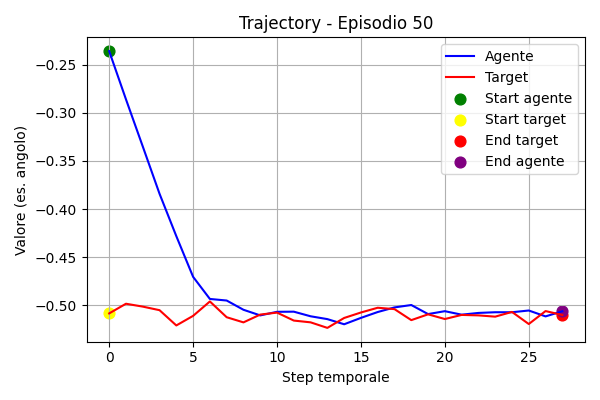 Trajectory - Episodio 50
Agente
Target
Start agente
Start target
End target
End agente
Valore (es. angolo)
−0.25
−0.30
−0.35
−0.40
−0.45
−0.50
0 5 10 15 20 25
Step temporale